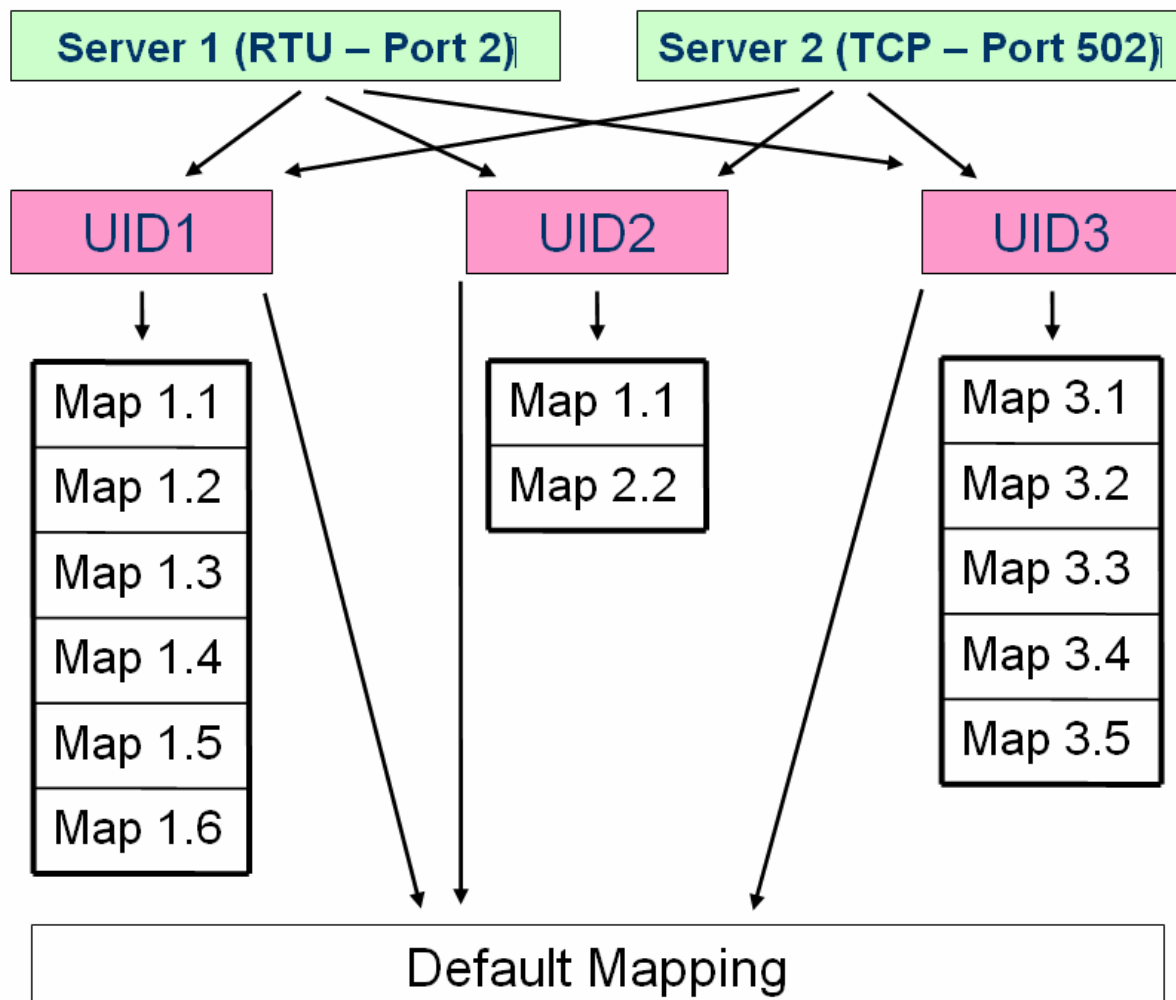 Server 1 (RTU – Port 2)
Server 2 (TCP – Port 502)
UID1
UID2
UID3
Map 1.1
Map 1.2
Map 1.3
Map 1.4
Map 1.5
Map 1.6
Map 1.1
Map 2.2
Map 3.1
Map 3.2
Map 3.3
Map 3.4
Map 3.5
Default Mapping